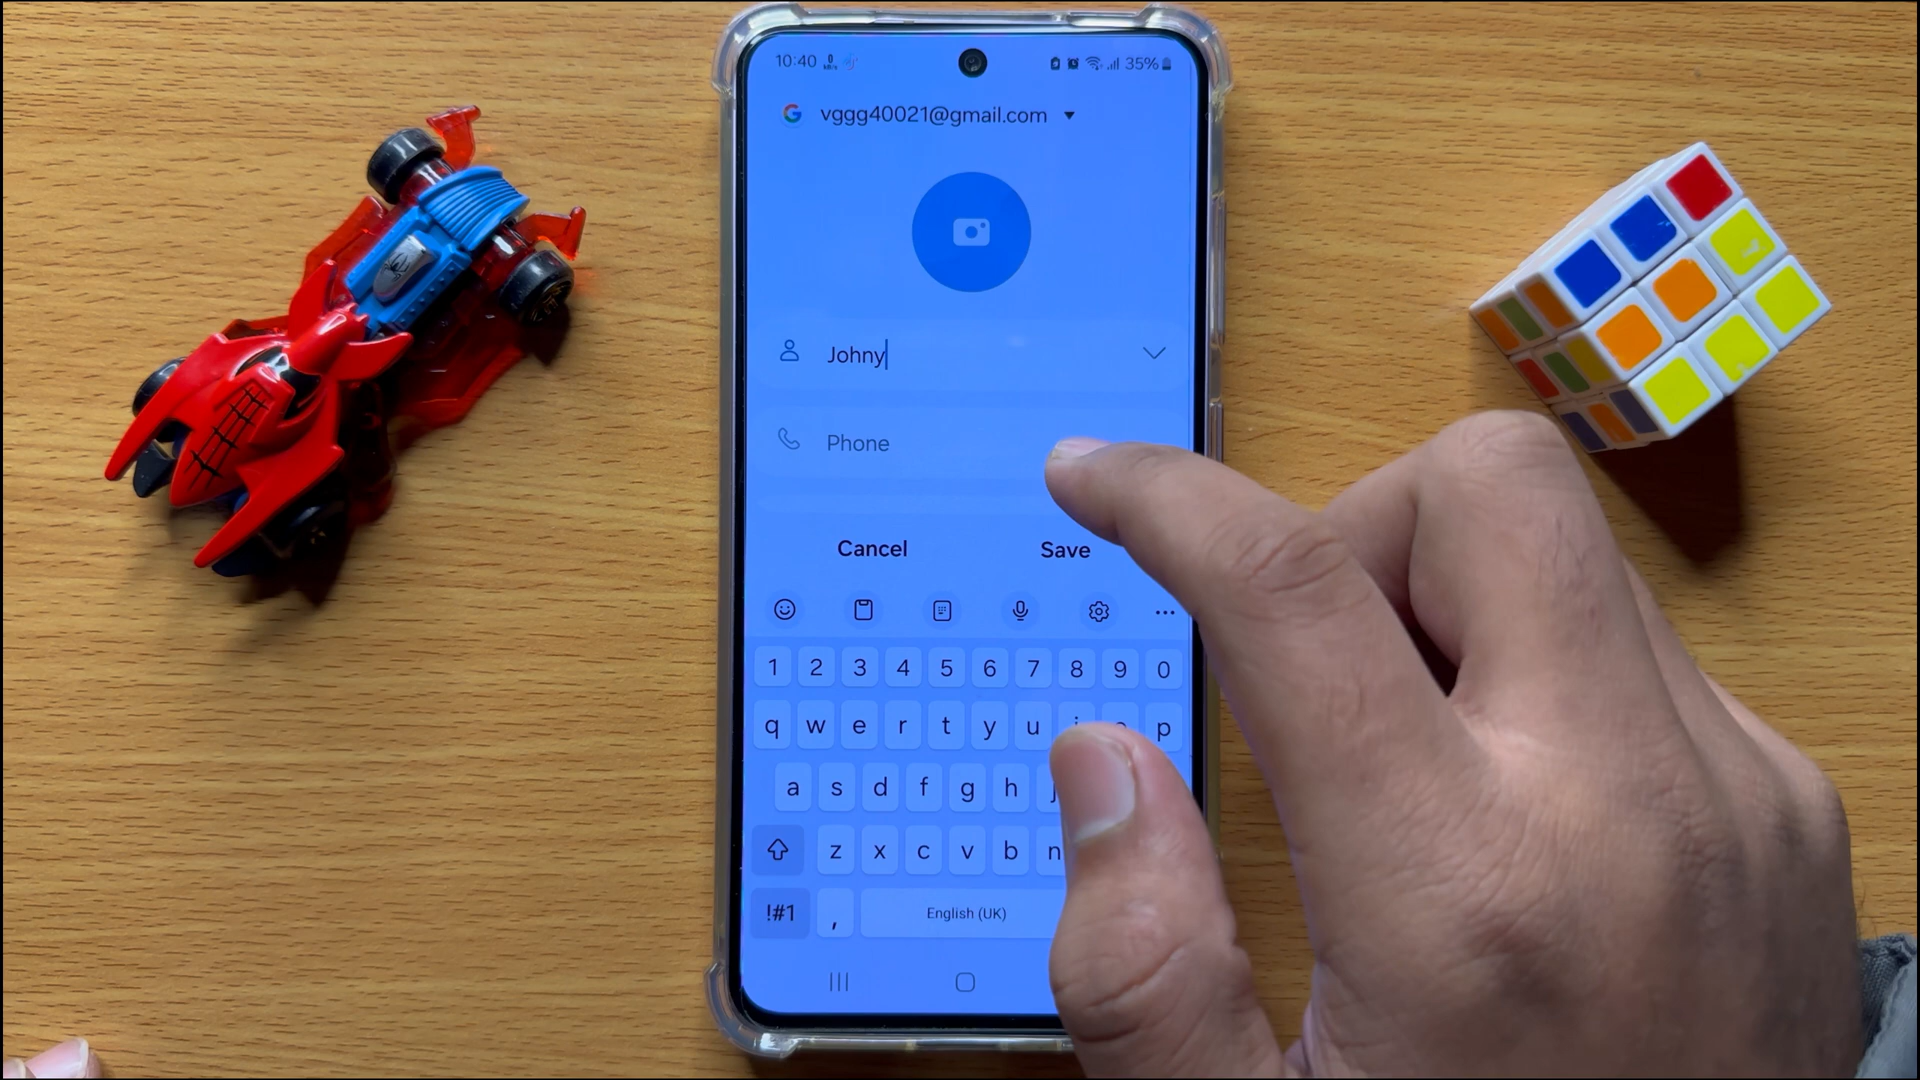 10:40 35%
vggg40021@gmail.com
Johny
Phone
Cancel Save
1 2 3 4 5 6 7 8 9 0
q w e r t y u p
a s d f g h
z x c v b n
!#1 , English (UK)